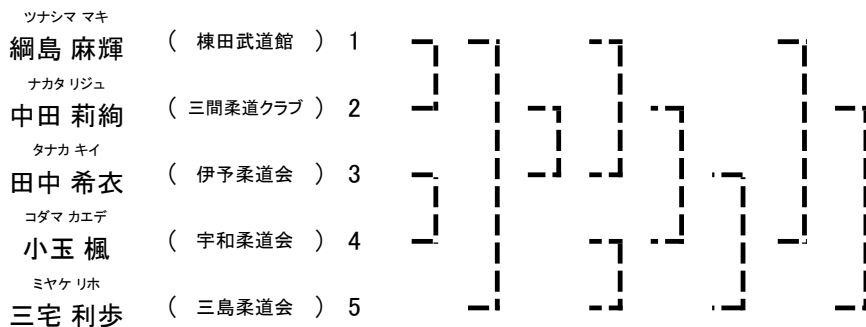 ツナシマ マキ
綱島 麻輝 ( 棟田武道館 ) 1
ナカタ リジュ
中田 莉絢 ( 三間柔道クラブ ) 2
タナカ キイ
田中 希衣 ( 伊予柔道会 ) 3
コダマ カエデ
小玉 楓 ( 宇和柔道会 ) 4
ミヤケ リホ
三宅 利歩 ( 三島柔道会 ) 5